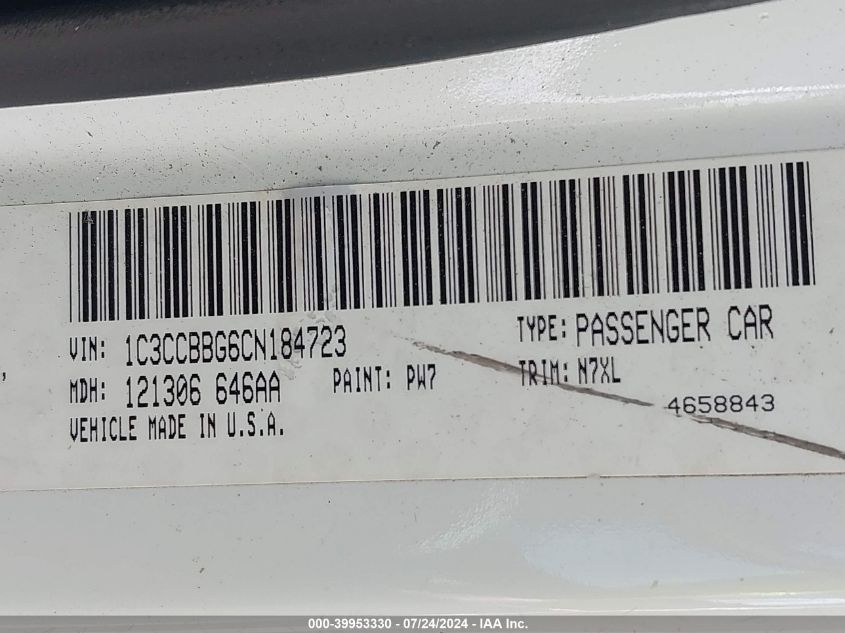 VIN: 1C3CCBBG6CN184723 TYPE: PASSENGER CAR
MDH: 121306 646AA PAINT: PW7 TRIM: N7XL
4658843
VEHICLE MADE IN U.S.A.
000-39953330 - 07/24/2024 - IAA Inc.